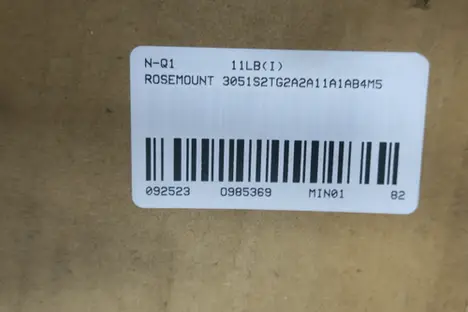 N-Q1 11LB(I)
ROSEMOUNT 3051S2TG2A2A11A1AB4M5
092523 0985369 MIN01 82